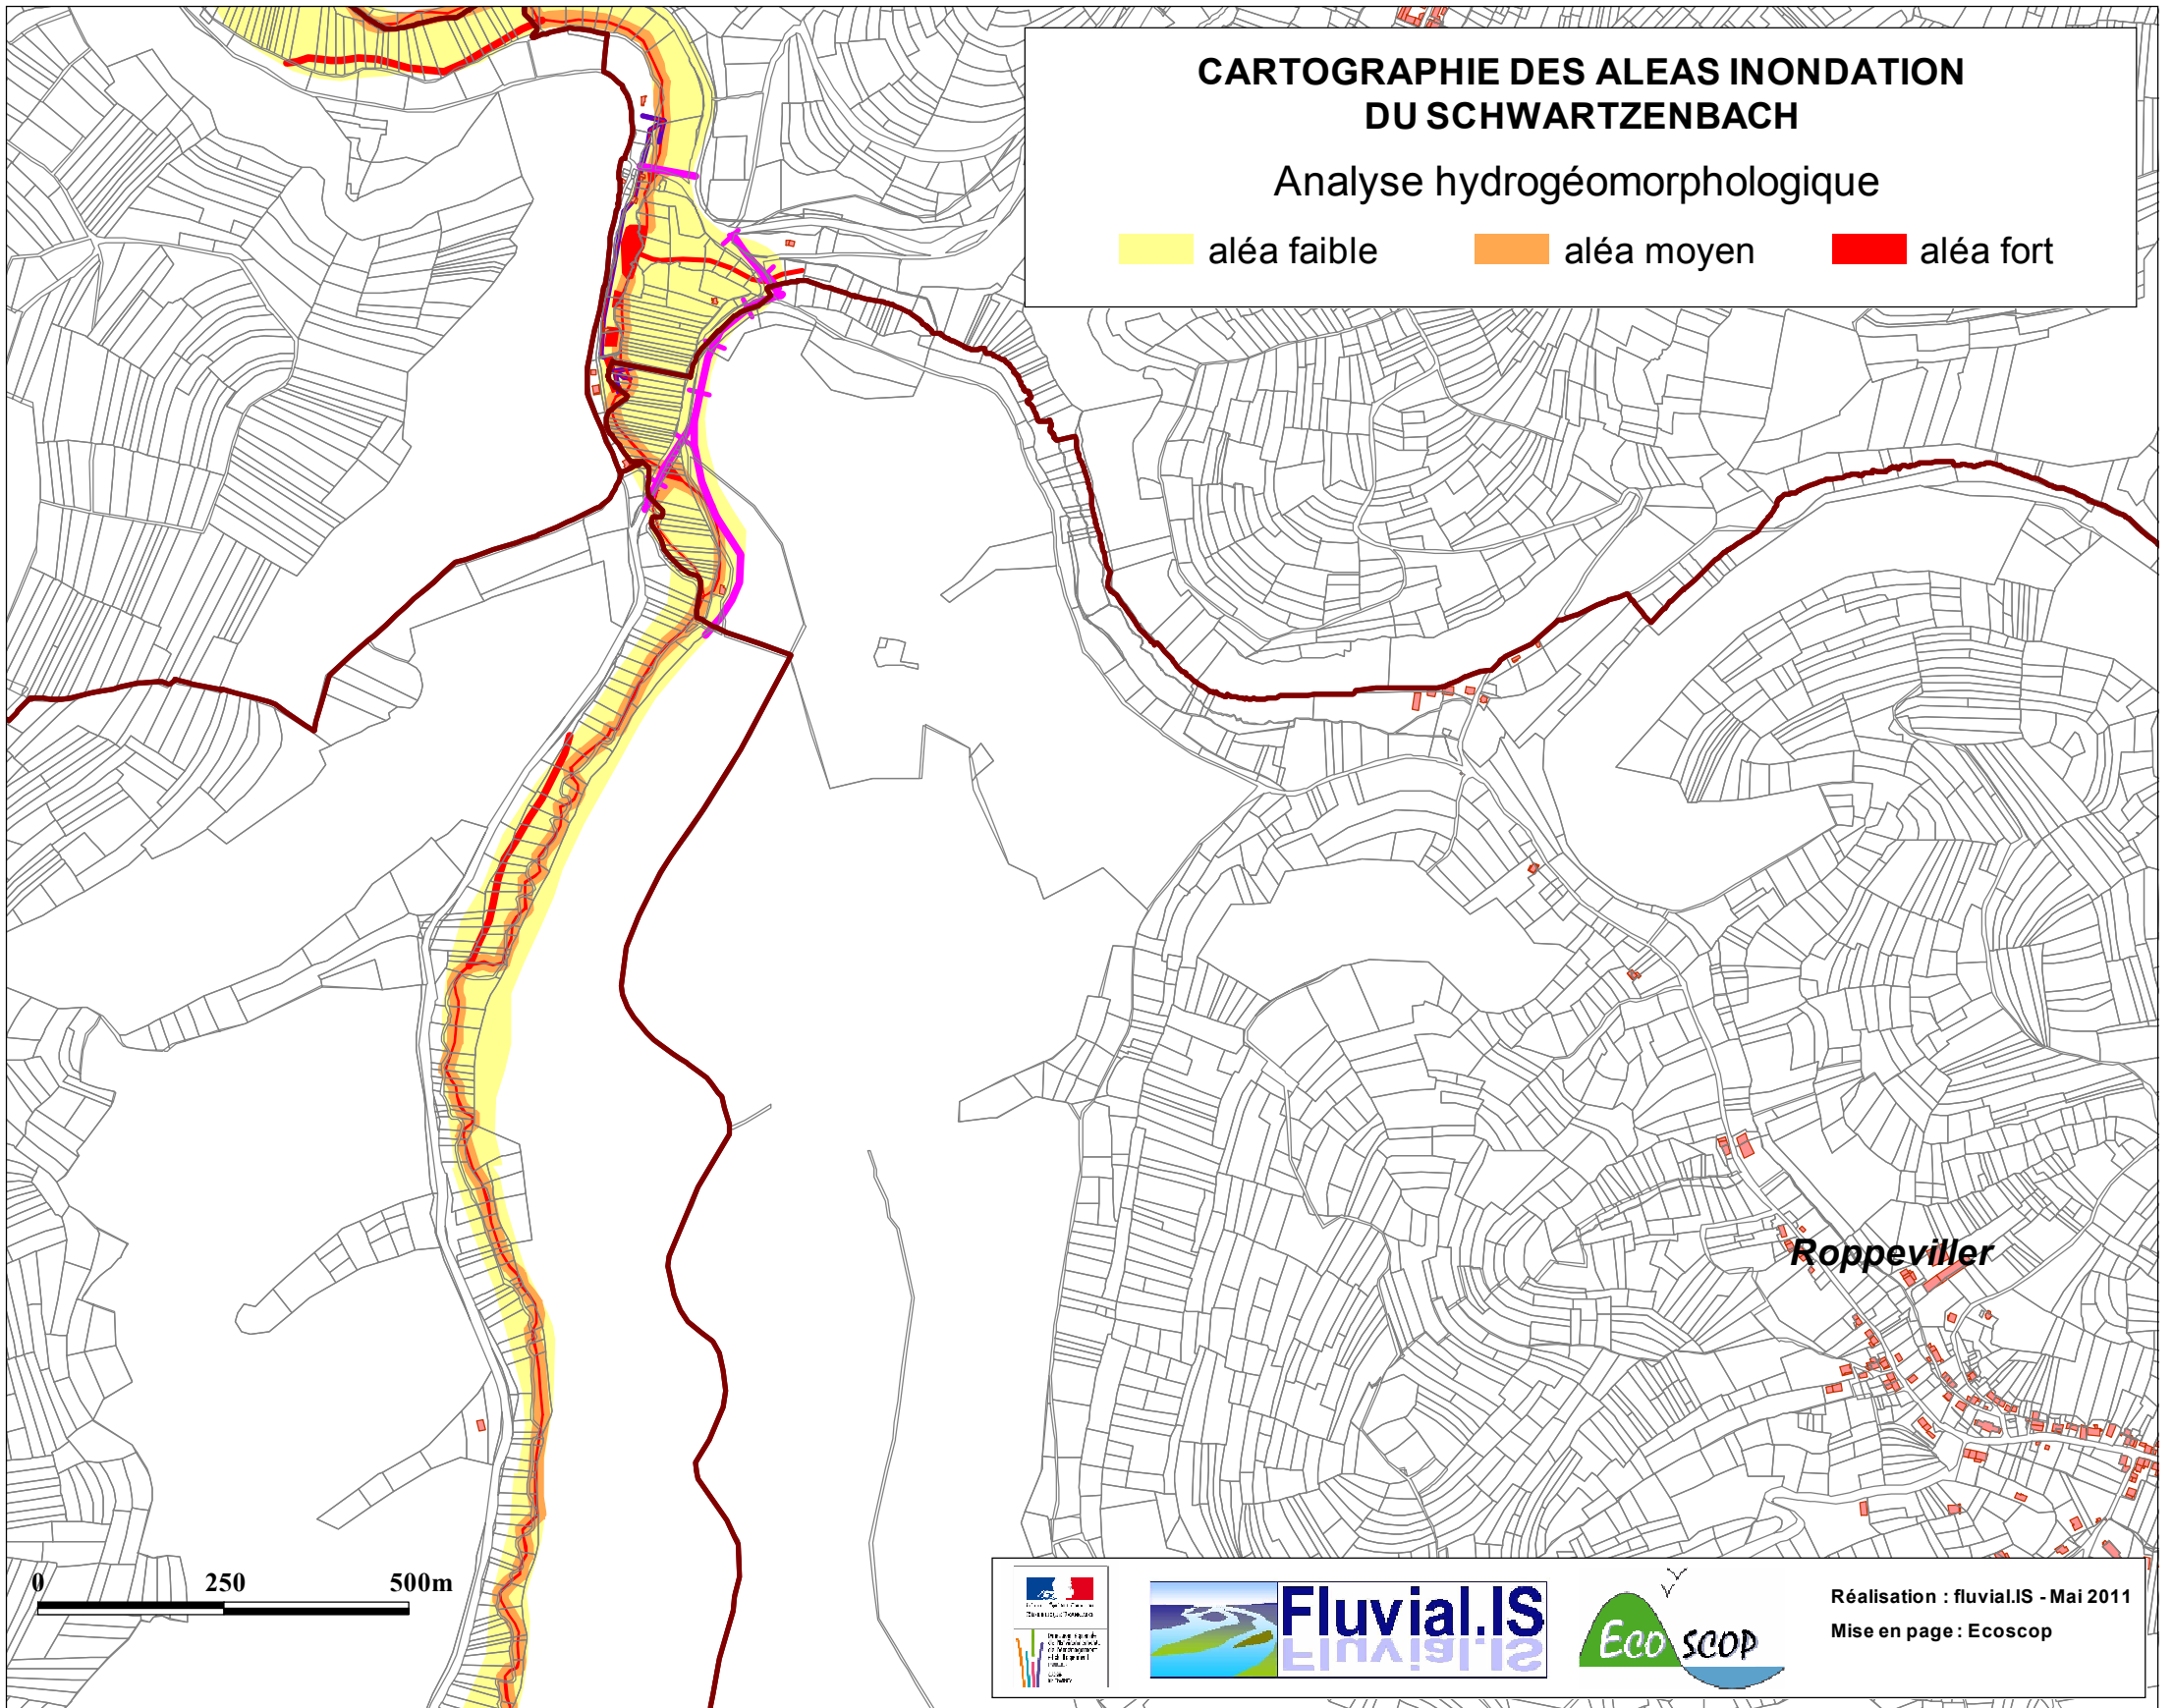 CARTOGRAPHIE DES ALEAS INONDATION
DU SCHWARTZENBACH
Analyse hydrogéomorphologique
aléa faible
aléa moyen
aléa fort
Roppeviller
0 250 500m
Fluvial.IS
Eco SCOP
Réalisation : fluvial.IS - Mai 2011
Mise en page : Ecoscop